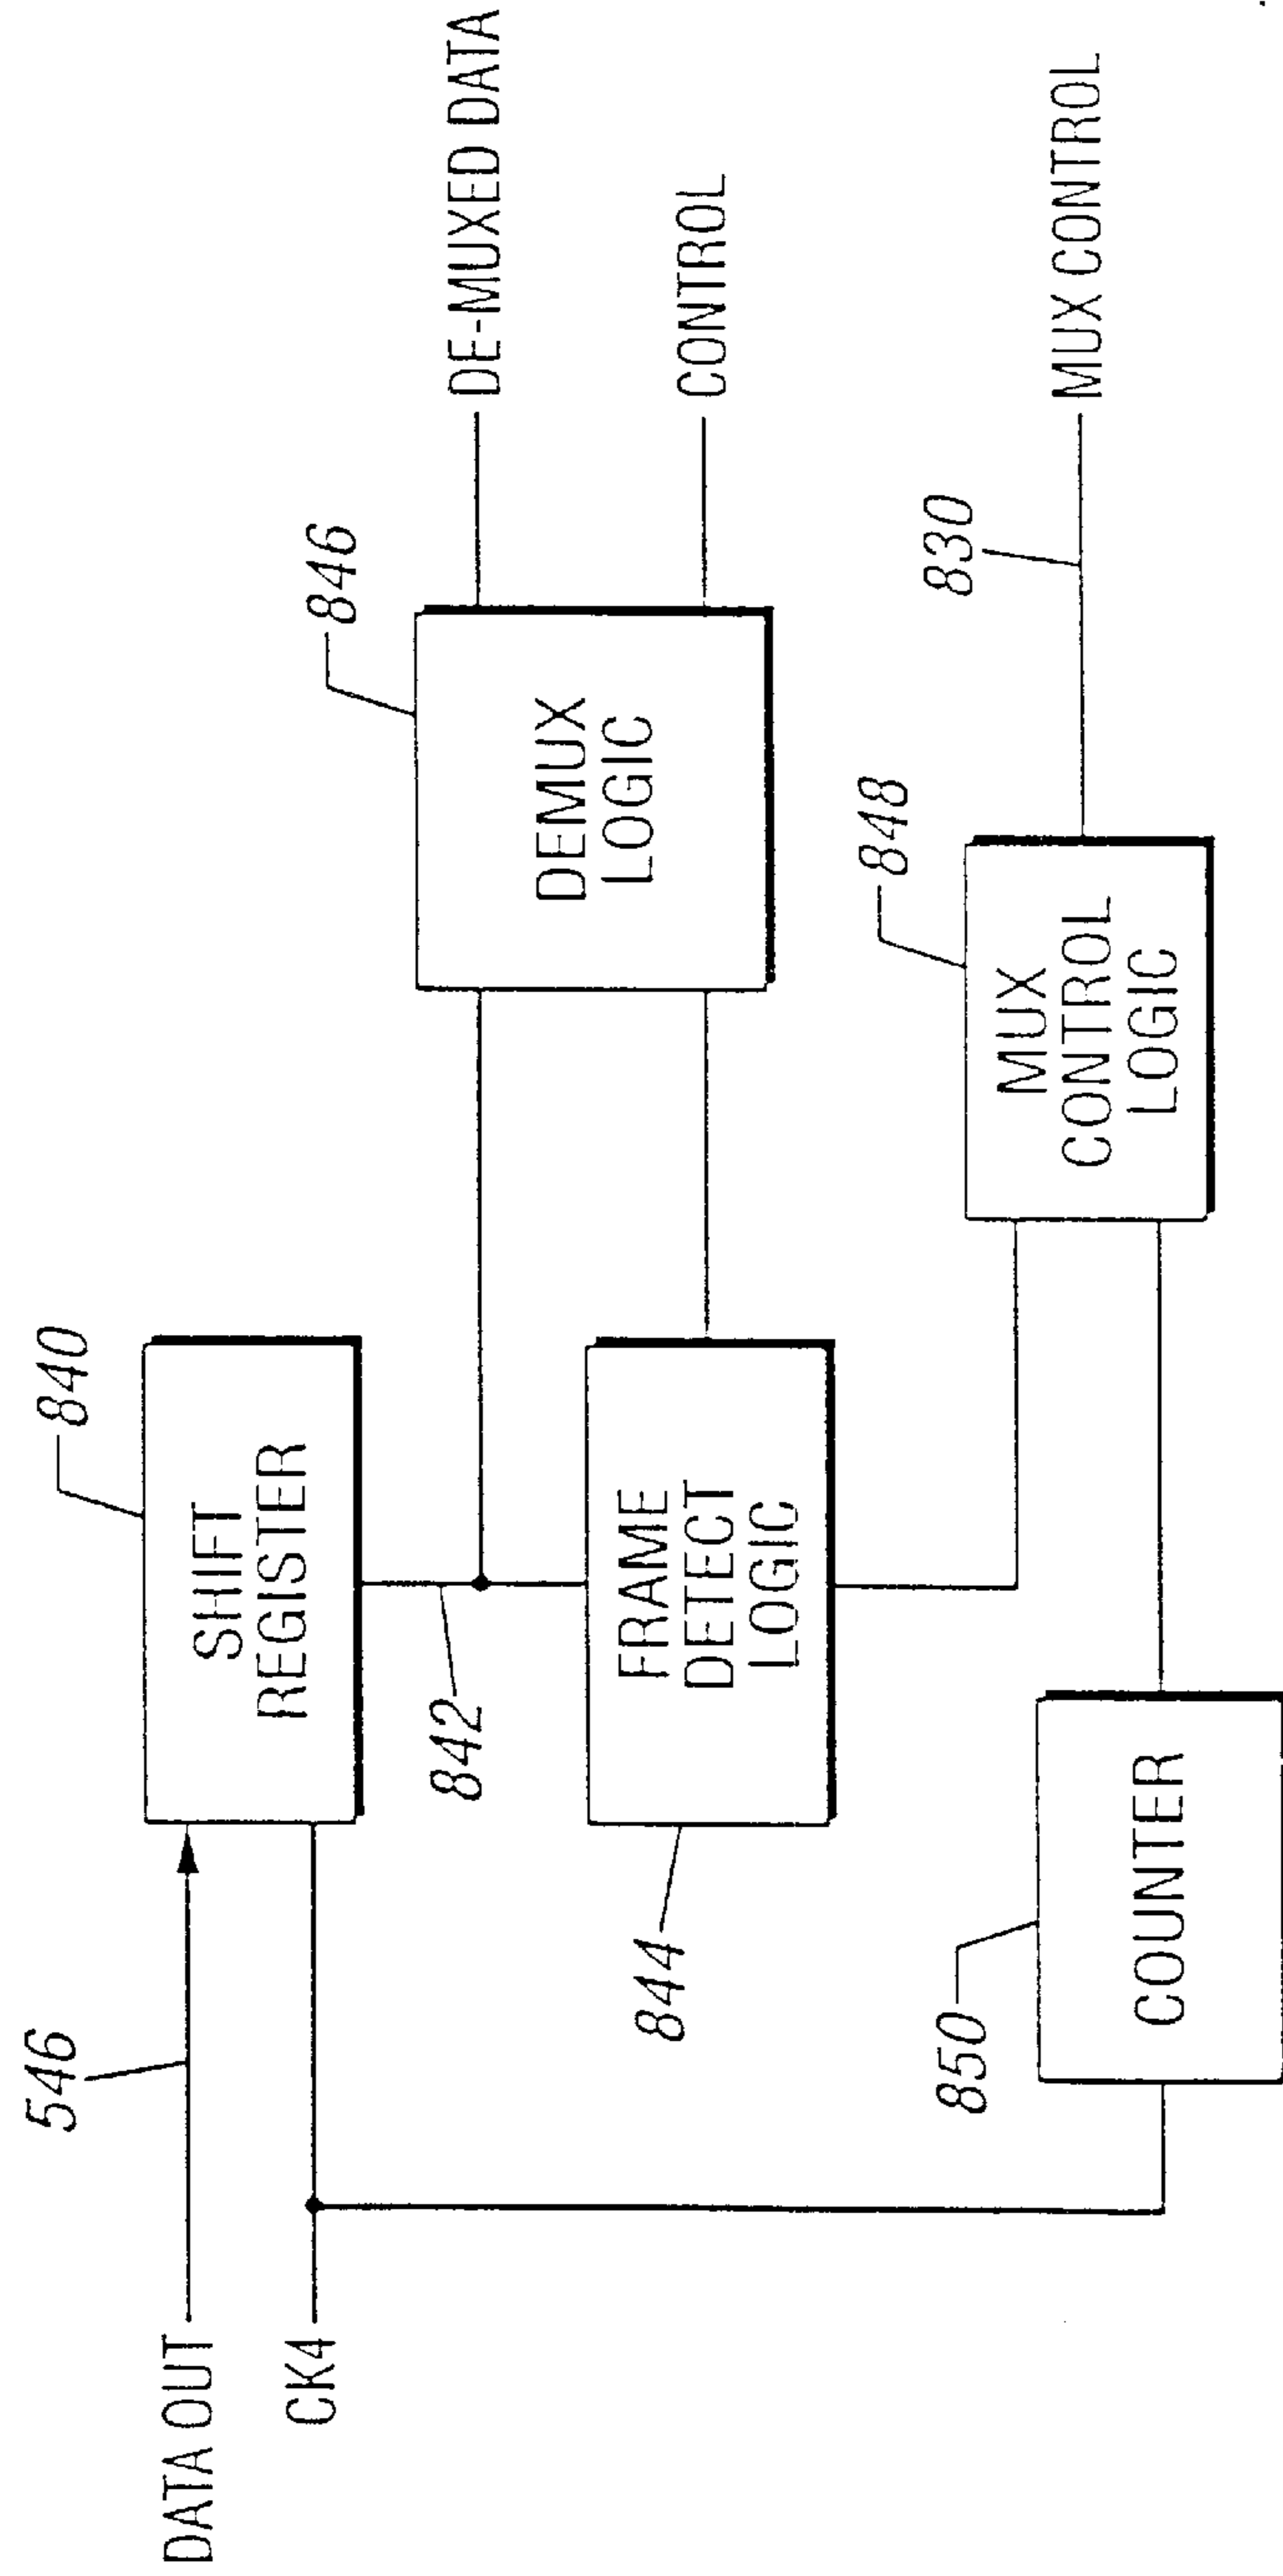 546
DATA OUT
CK4
840
SHIFT
REGISTER
842
844
FRAME
DETECT
LOGIC
846
DEMUX
LOGIC
DE-MUXED DATA
CONTROL
850
COUNTER
848
MUX
CONTROL
LOGIC
830
MUX CONTROL